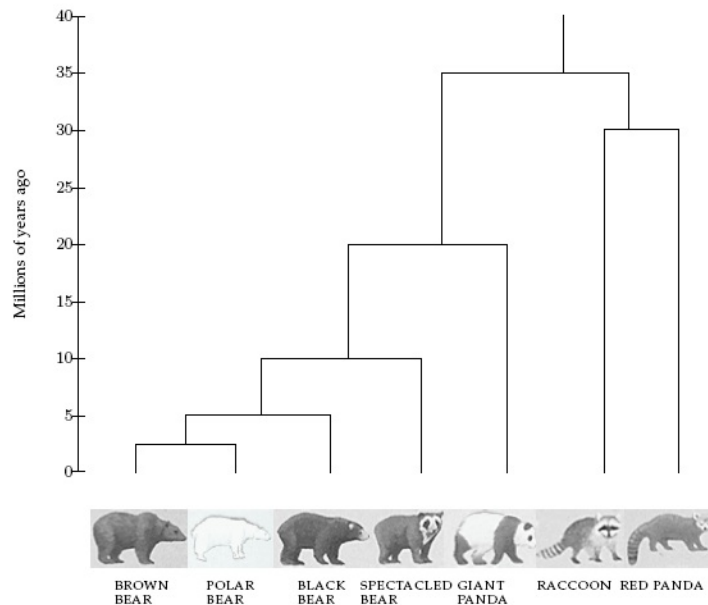 40
35
30
25
20
15
10
5
0
Millions of years ago
BROWN
BEAR
POLAR
BEAR
BLACK
BEAR
SPECTACLED
BEAR
GIANT
PANDA
RACCOON
RED PANDA